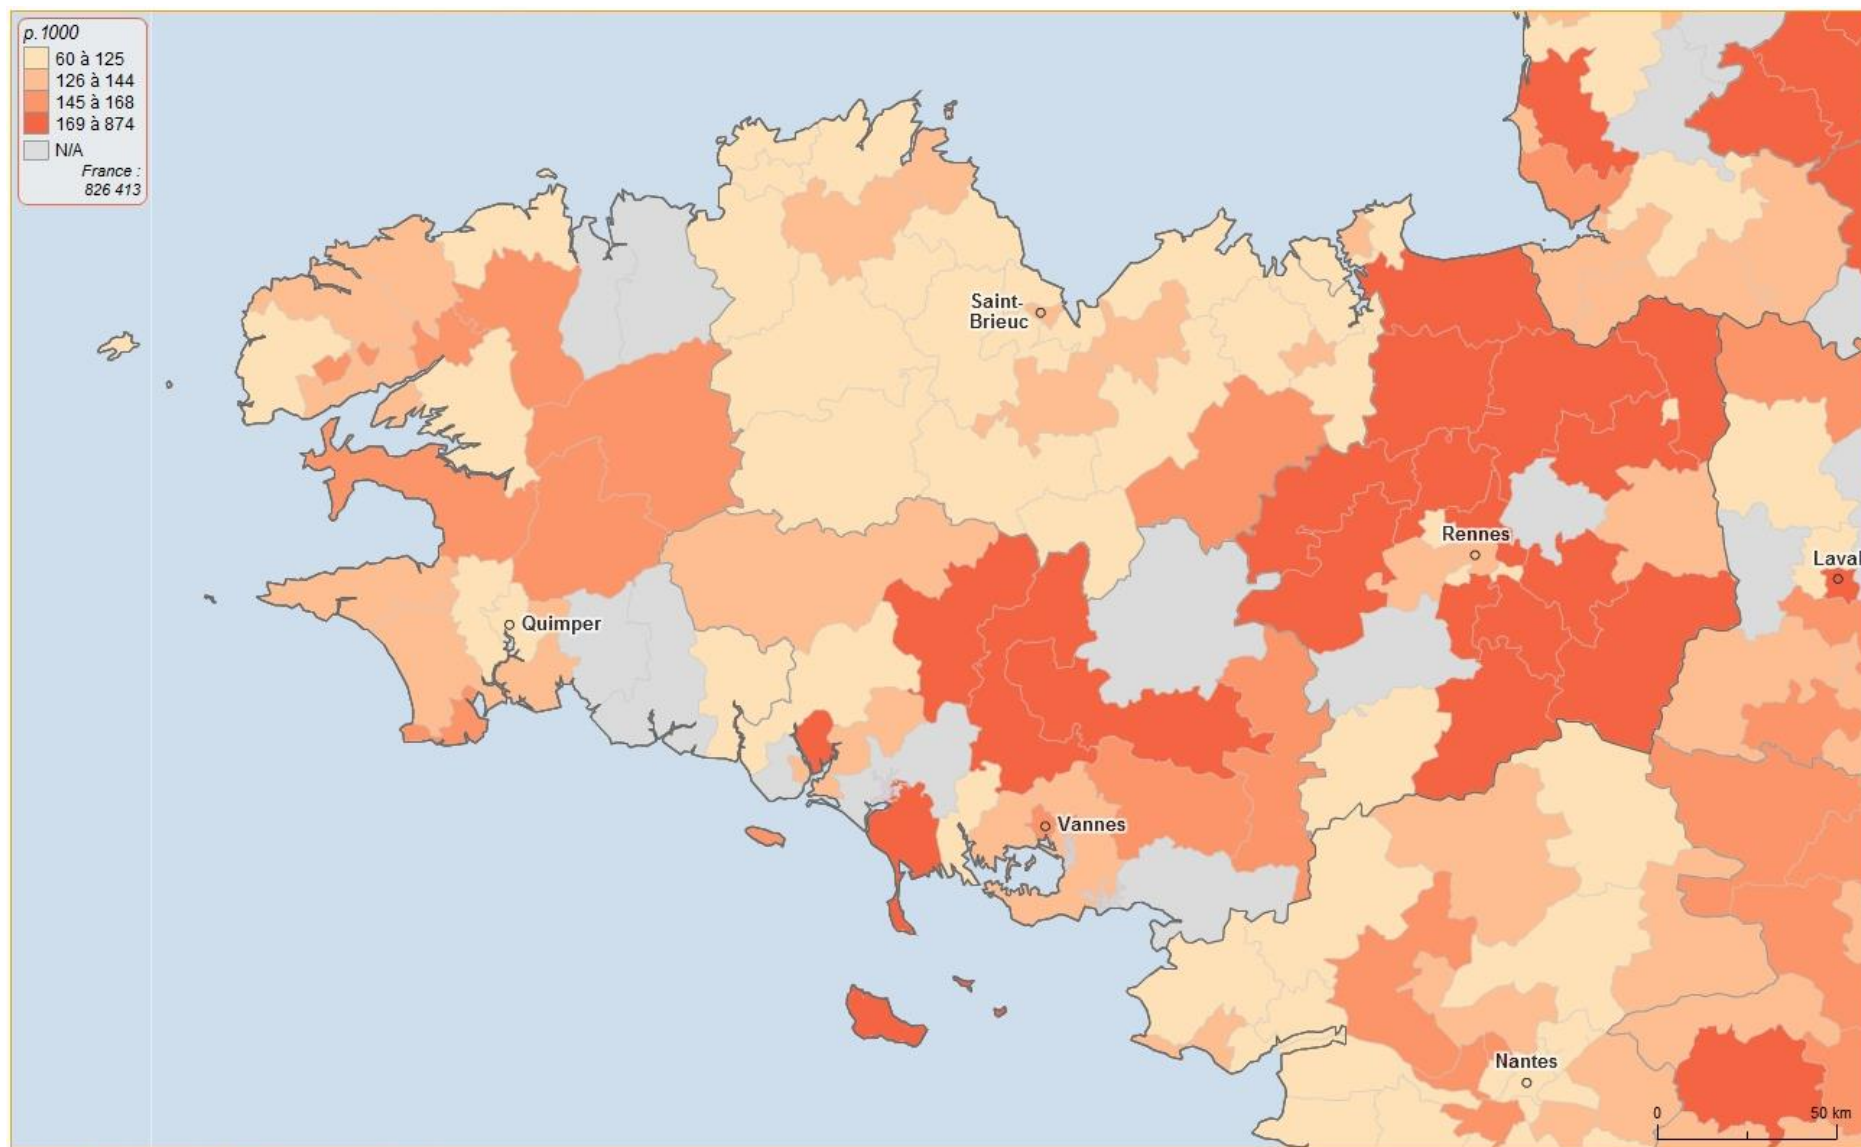 p.1000
60 à 125
126 à 144
145 à 168
169 à 874
N/A
France :
826 413
Saint-
Brieuc
Rennes
Laval
Quimper
Vannes
Nantes
0 50 km